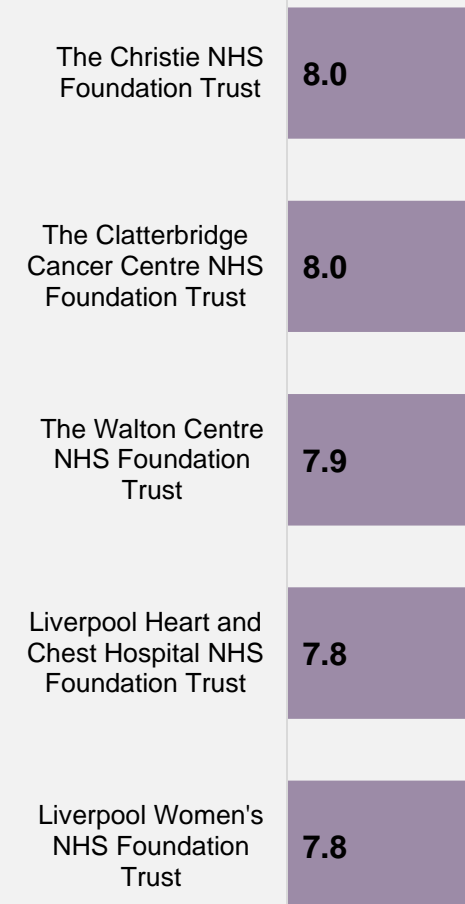 The Christie NHS
Foundation Trust
8.0
The Clatterbridge
Cancer Centre NHS
Foundation Trust
8.0
The Walton Centre
NHS Foundation
Trust
7.9
Liverpool Heart and
Chest Hospital NHS
Foundation Trust
7.8
Liverpool Women's
NHS Foundation
Trust
7.8